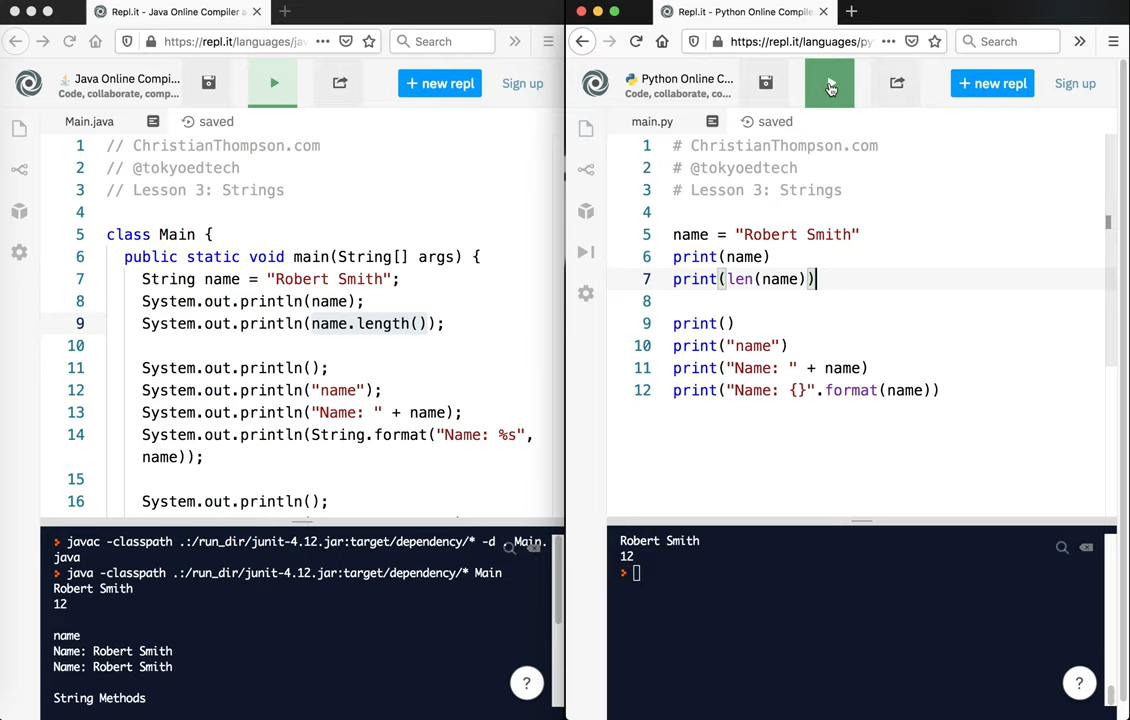 Repl.it - Java Online Compiler a
https://repl.it/languages/jav
Search
Java Online Compi...
Code, collaborate, comp...
+ new repl
Sign up
Main.java
saved
1 // ChristianThompson.com
2 // @tokyoedtech
3 // Lesson 3: Strings
4
5 class Main {
6 public static void main(String[] args) {
7 String name = "Robert Smith";
8 System.out.println(name);
9 System.out.println(name.length());
10
11 System.out.println();
12 System.out.println("name");
13 System.out.println("Name: " + name);
14 System.out.println(String.format("Name: %s",
name));
15
16 System.out.println();
> javac -classpath .:/run_dir/junit-4.12.jar:target/dependency/* -d . Main.
java
> java -classpath .:/run_dir/junit-4.12.jar:target/dependency/* Main
Robert Smith
12
name
Name: Robert Smith
Name: Robert Smith
String Methods
?
Repl.it - Python Online Compile
https://repl.it/languages/py
Search
Python Online C...
Code, collaborate, co...
+ new repl
Sign up
main.py
saved
1 # ChristianThompson.com
2 # @tokyoedtech
3 # Lesson 3: Strings
4
5 name = "Robert Smith"
6 print(name)
7 print(len(name))
8
9 print()
10 print("name")
11 print("Name: " + name)
12 print("Name: {}".format(name))
Robert Smith
12
>
?